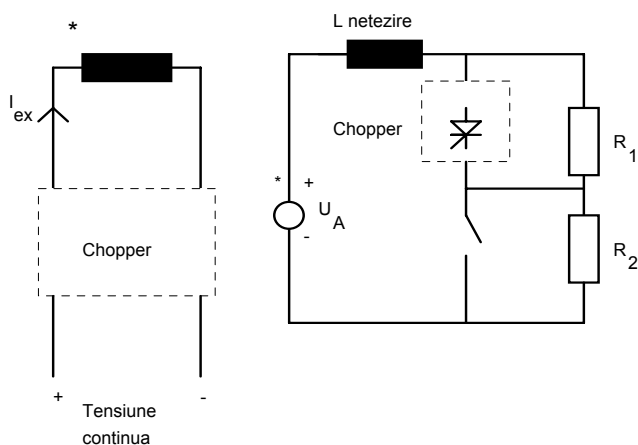 *
I ex
Chopper
+ -
Tensiune
continua
L netezire
Chopper
R 1
* +
U A
-
R 2